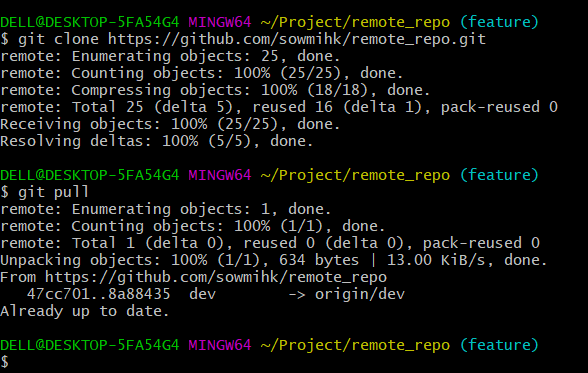 DELL@DESKTOP-5FA54G4 MINGW64 ~/Project/remote_repo (feature)
$ git clone https://github.com/sowmihk/remote_repo.git
remote: Enumerating objects: 25, done.
remote: Counting objects: 100% (25/25), done.
remote: Compressing objects: 100% (18/18), done.
remote: Total 25 (delta 5), reused 16 (delta 1), pack-reused 0
Receiving objects: 100% (25/25), done.
Resolving deltas: 100% (5/5), done.
DELL@DESKTOP-5FA54G4 MINGW64 ~/Project/remote_repo (feature)
$ git pull
remote: Enumerating objects: 1, done.
remote: Counting objects: 100% (1/1), done.
remote: Total 1 (delta 0), reused 0 (delta 0), pack-reused 0
Unpacking objects: 100% (1/1), 634 bytes | 13.00 KiB/s, done.
From https://github.com/sowmihk/remote_repo
   47cc701..8a88435  dev        -> origin/dev
Already up to date.
DELL@DESKTOP-5FA54G4 MINGW64 ~/Project/remote_repo (feature)
$